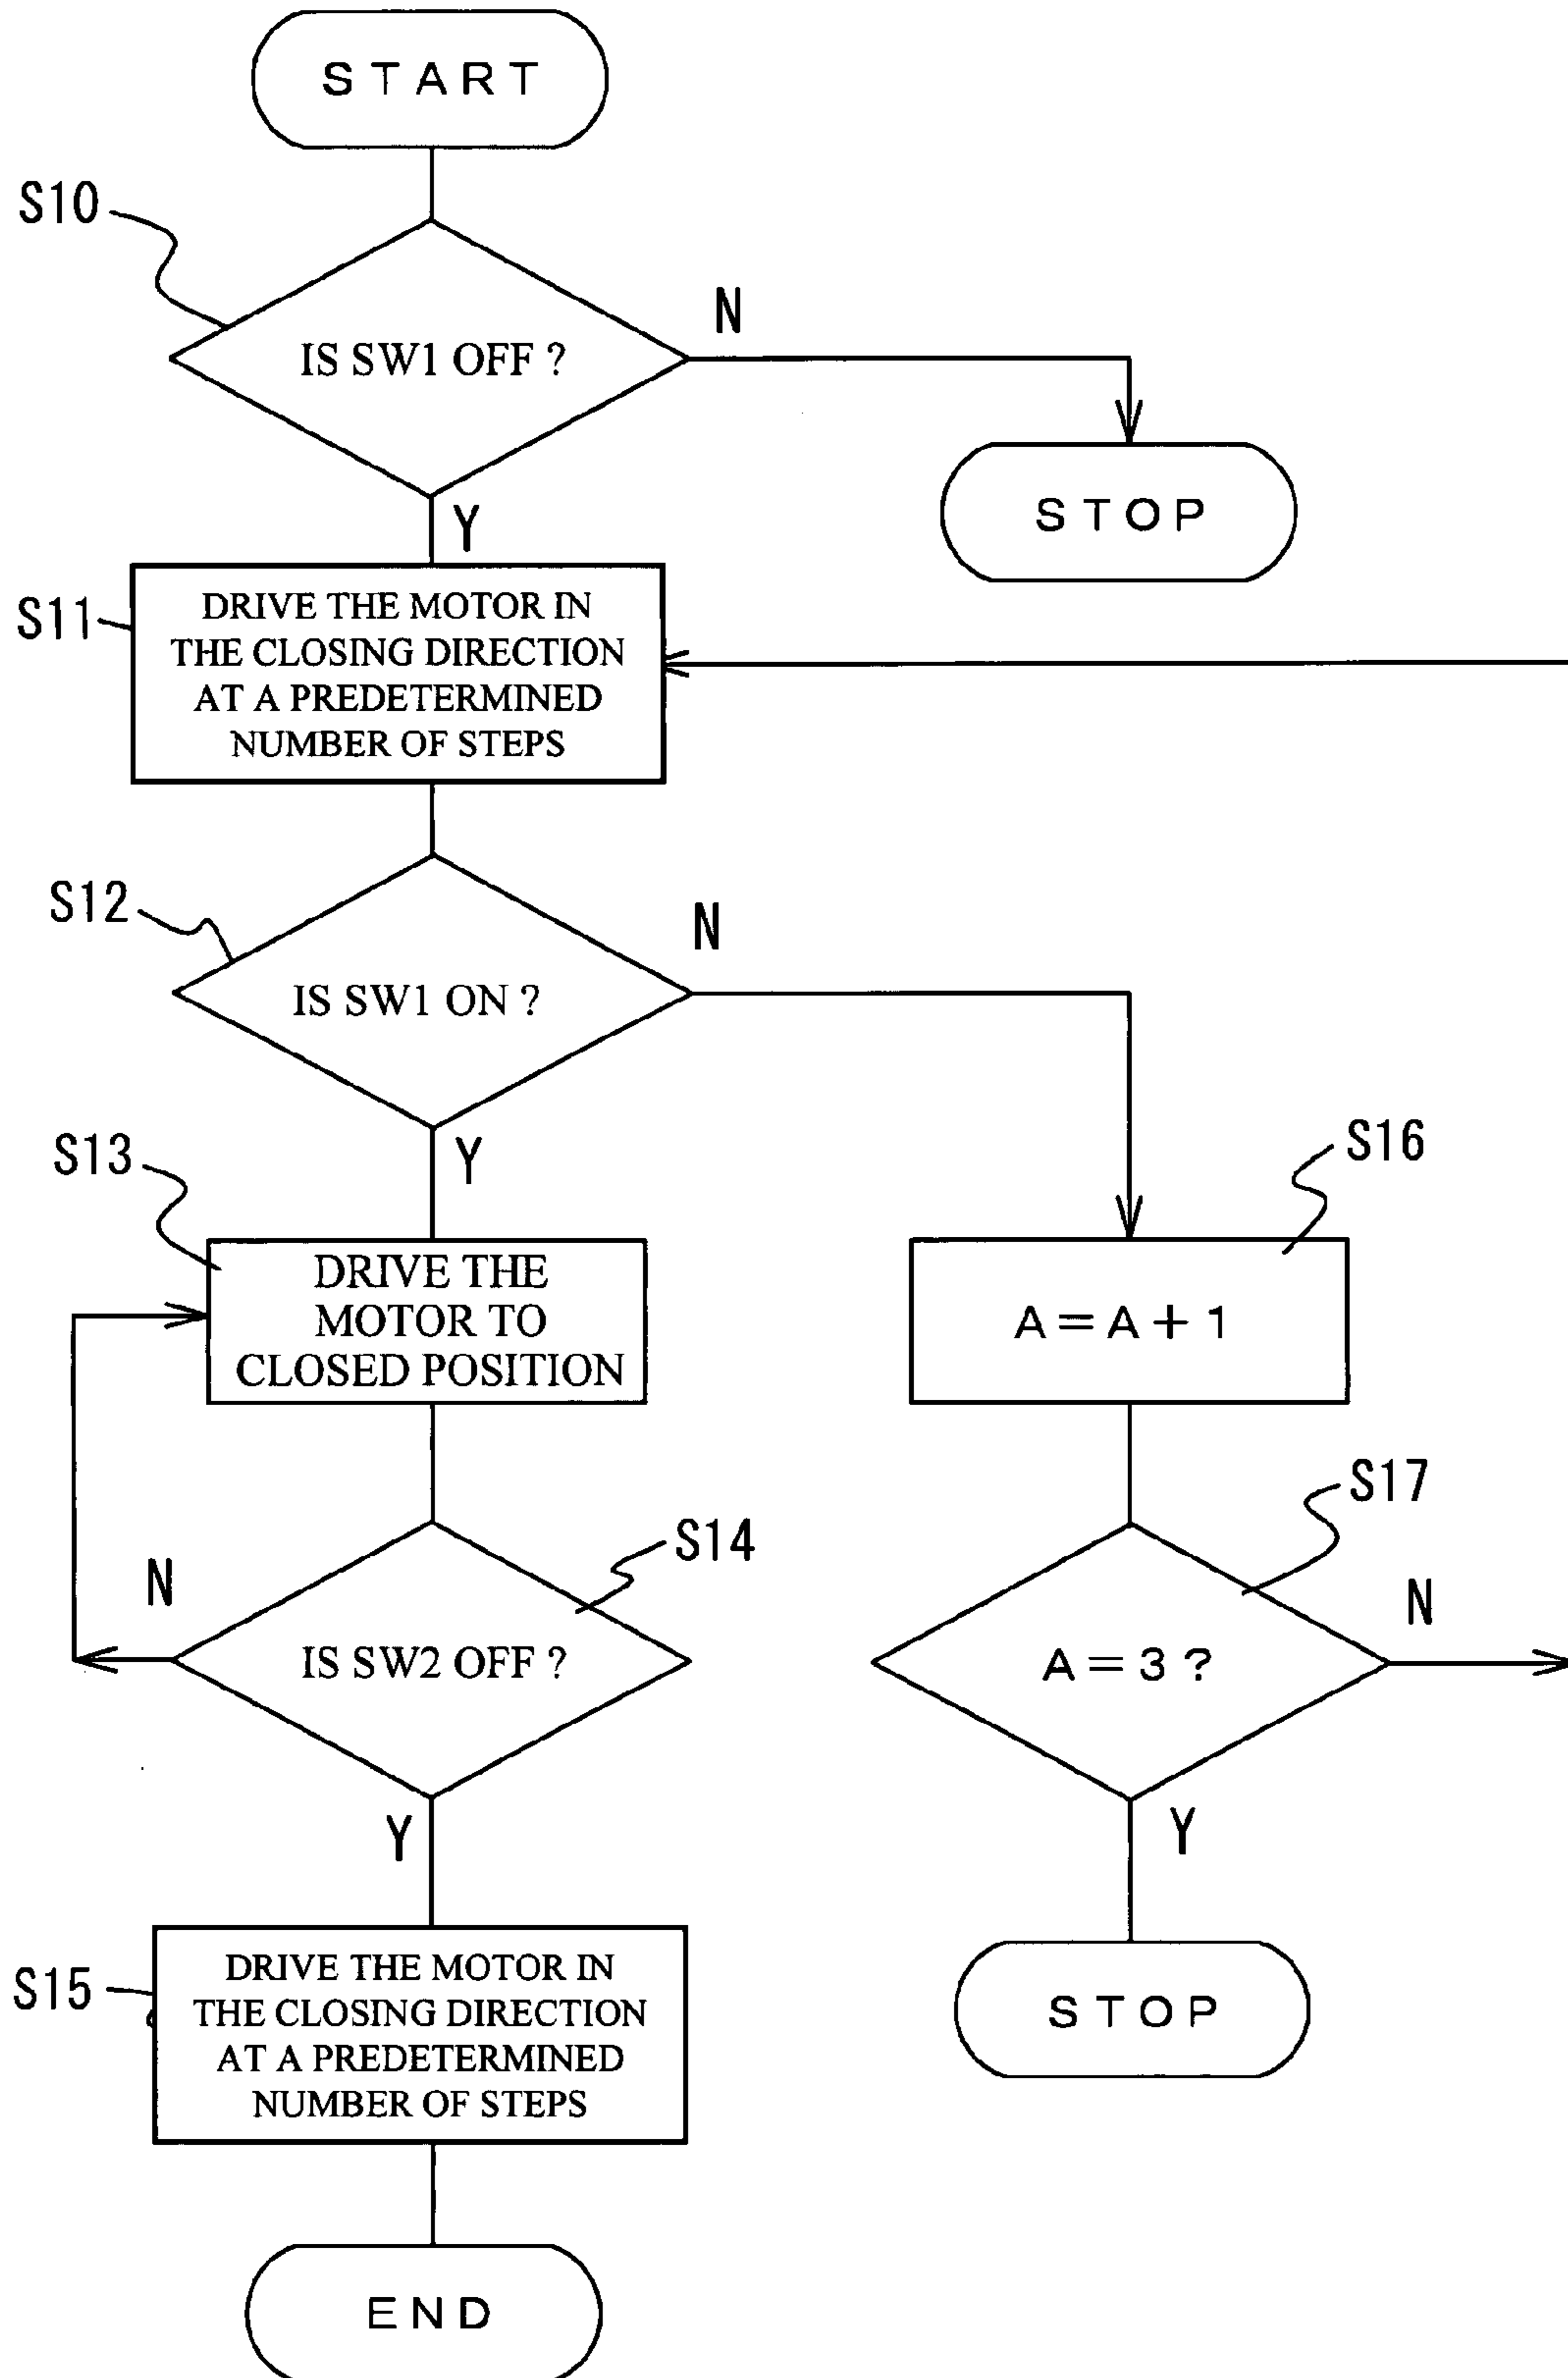 START
S10
IS SW1 OFF ?
N
STOP
Y
S11
DRIVE THE MOTOR IN
THE CLOSING DIRECTION
AT A PREDETERMINED
NUMBER OF STEPS
S12
IS SW1 ON ?
N
Y
S13
DRIVE THE
MOTOR TO
CLOSED POSITION
S16
A=A+1
S14
N
IS SW2 OFF ?
Y
S17
A=3?
N
Y
STOP
S15
DRIVE THE MOTOR IN
THE CLOSING DIRECTION
AT A PREDETERMINED
NUMBER OF STEPS
END